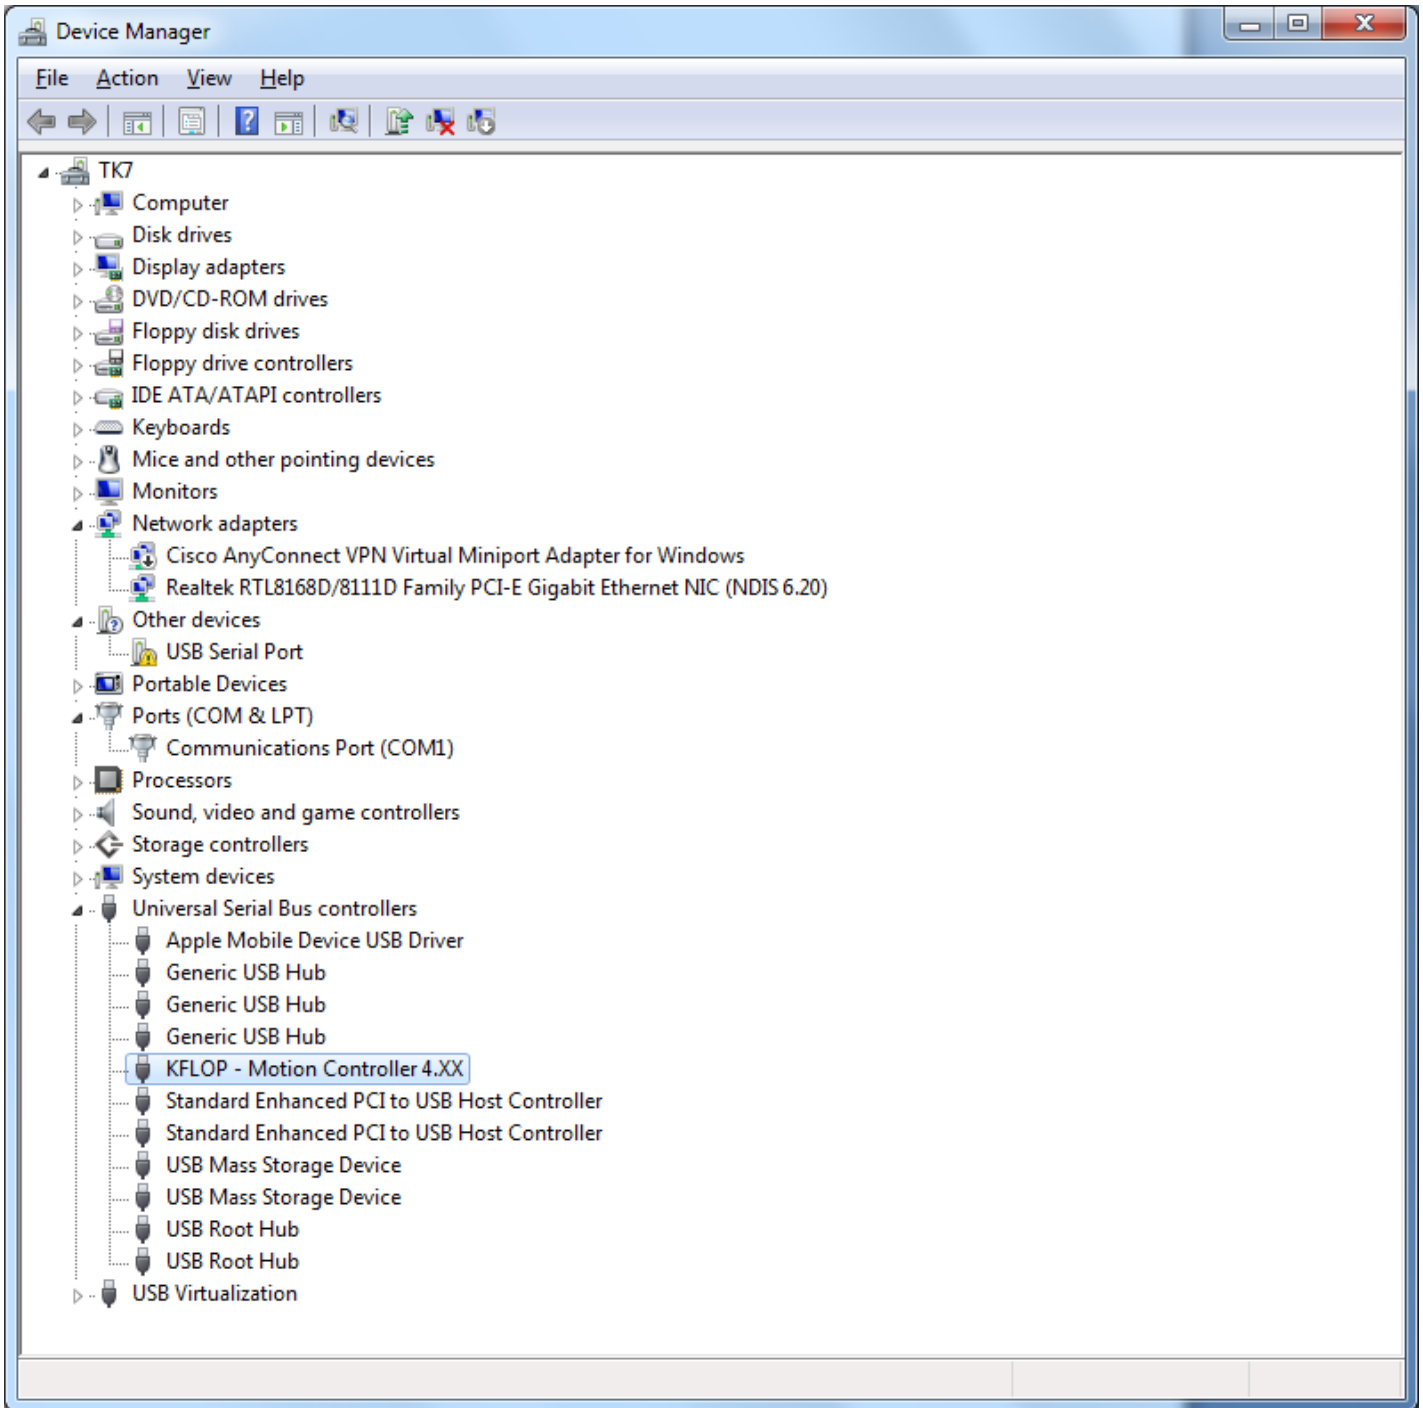 Device Manager
File Action View Help
TK7
Computer
Disk drives
Display adapters
DVD/CD-ROM drives
Floppy disk drives
Floppy drive controllers
IDE ATA/ATAPI controllers
Keyboards
Mice and other pointing devices
Monitors
Network adapters
Cisco AnyConnect VPN Virtual Miniport Adapter for Windows
Realtek RTL8168D/8111D Family PCI-E Gigabit Ethernet NIC (NDIS 6.20)
Other devices
USB Serial Port
Portable Devices
Ports (COM & LPT)
Communications Port (COM1)
Processors
Sound, video and game controllers
Storage controllers
System devices
Universal Serial Bus controllers
Apple Mobile Device USB Driver
Generic USB Hub
Generic USB Hub
Generic USB Hub
KFLOP - Motion Controller 4.XX
Standard Enhanced PCI to USB Host Controller
Standard Enhanced PCI to USB Host Controller
USB Mass Storage Device
USB Mass Storage Device
USB Root Hub
USB Root Hub
USB Virtualization